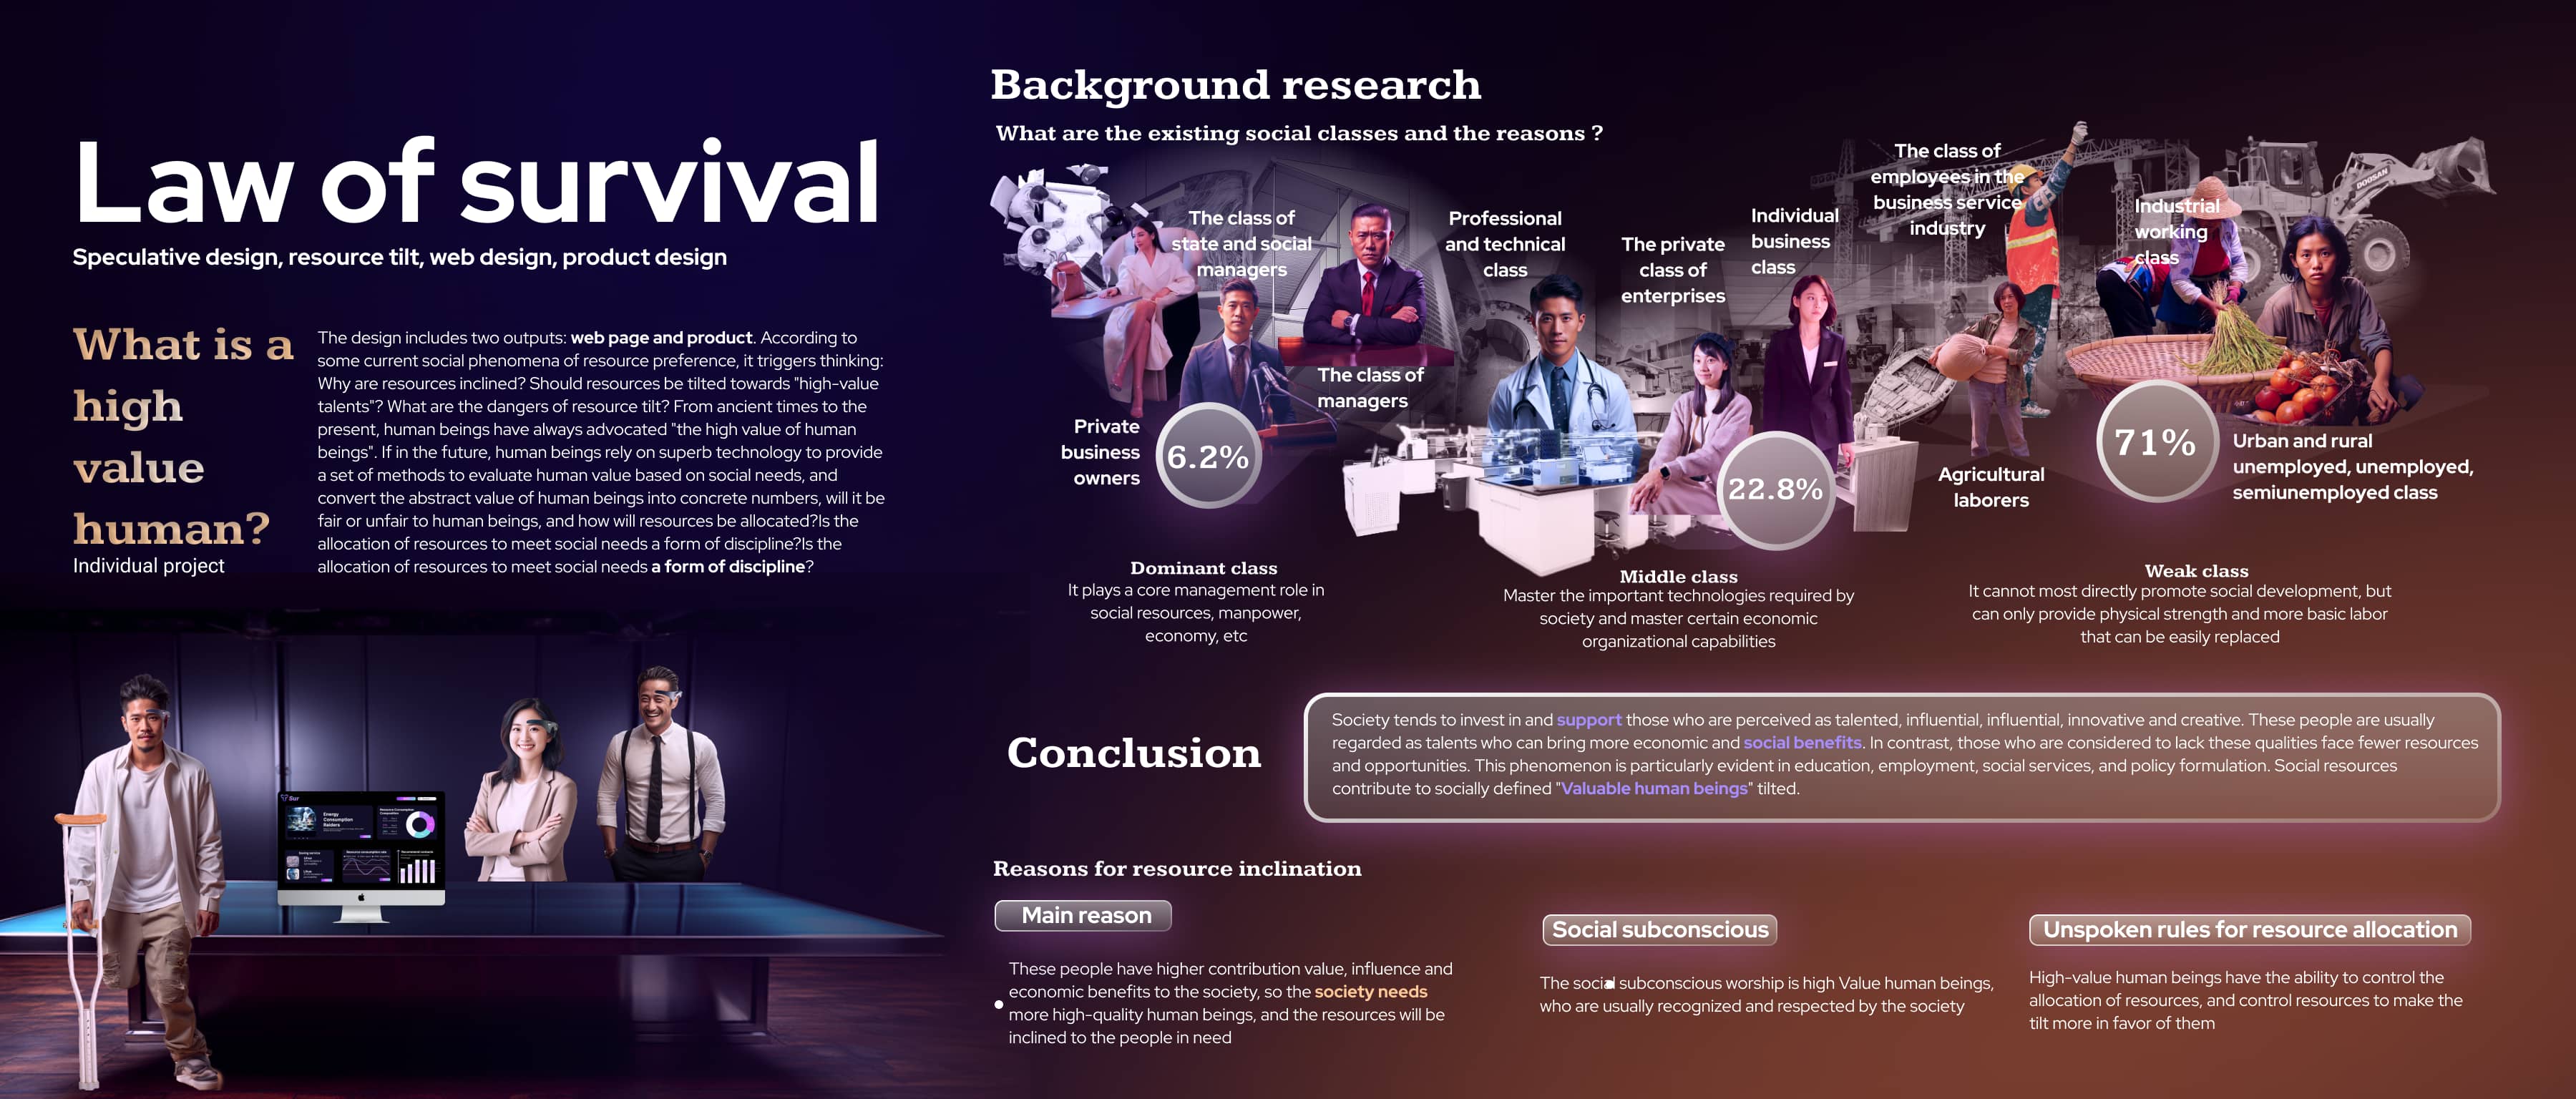 Law of survival
Speculative design, resource tilt, web design, product design
What is a
high
value
human?
Individual project
The design includes two outputs: web page and product. According to
some current social phenomena of resource preference, it triggers thinking:
Why are resources inclined? Should resources be tilted towards "high-value
talents"? What are the dangers of resource tilt? From ancient times to the
present, human beings have always advocated "the high value of human
beings". If in the future, human beings rely on superb technology to provide
a set of methods to evaluate human value based on social needs, and
convert the abstract value of human beings into concrete numbers, will it be
fair or unfair to human beings, and how will resources be allocated?Is the
allocation of resources to meet social needs a form of discipline?Is the
allocation of resources to meet social needs a form of discipline?
Sur
Energy
Consumption
Background research
What are the existing social classes and the reasons ?
The class of
state and social
managers
Professional
and technical
class
The private
class of
enterprises
Individual
business
class
The class of
employees in the
business service
industry
Industrial
working
class
DOOSAN
The class of
managers
Private
business
owners
6.2%
22.8%
Agricultural
laborers
71%
Urban and rural
unemployed, unemployed,
semiunemployed class
Dominant class
It plays a core management role in
social resources, manpower,
economy, etc
Middle class
Master the important technologies required by
society and master certain economic
organizational capabilities
Weak class
It cannot most directly promote social development, but
can only provide physical strength and more basic labor
that can be easily replaced
Conclusion
Society tends to invest in and support those who are perceived as talented, influential, influential, innovative and creative. These people are usually
regarded as talents who can bring more economic and social benefits. In contrast, those who are considered to lack these qualities face fewer resources
and opportunities. This phenomenon is particularly evident in education, employment, social services, and policy formulation. Social resources
contribute to socially defined "Valuable human beings" tilted.
Reasons for resource inclination
Main reason
These people have higher contribution value, influence and
economic benefits to the society, so the society needs
more high-quality human beings, and the resources will be
inclined to the people in need
Social subconscious
The social subconscious worship is high Value human beings,
who are usually recognized and respected by the society
Unspoken rules for resource allocation
High-value human beings have the ability to control the
allocation of resources, and control resources to make the
tilt more in favor of them